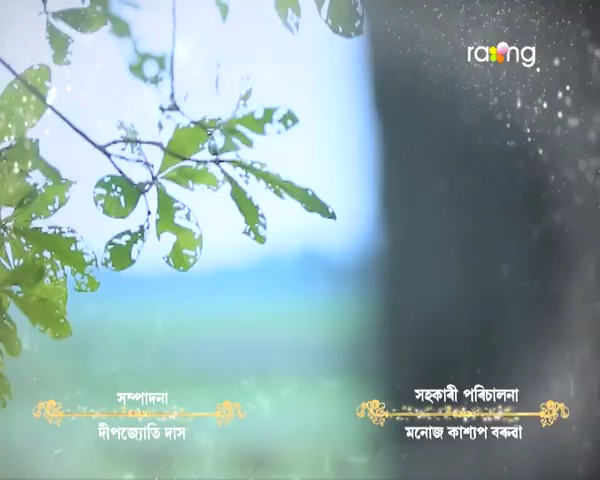 rang
সম্পাদনা
দীপজ্যোতি দাস
সহকাৰী পৰিচালনা
মনোজ কাশ্যপ বৰুৱা